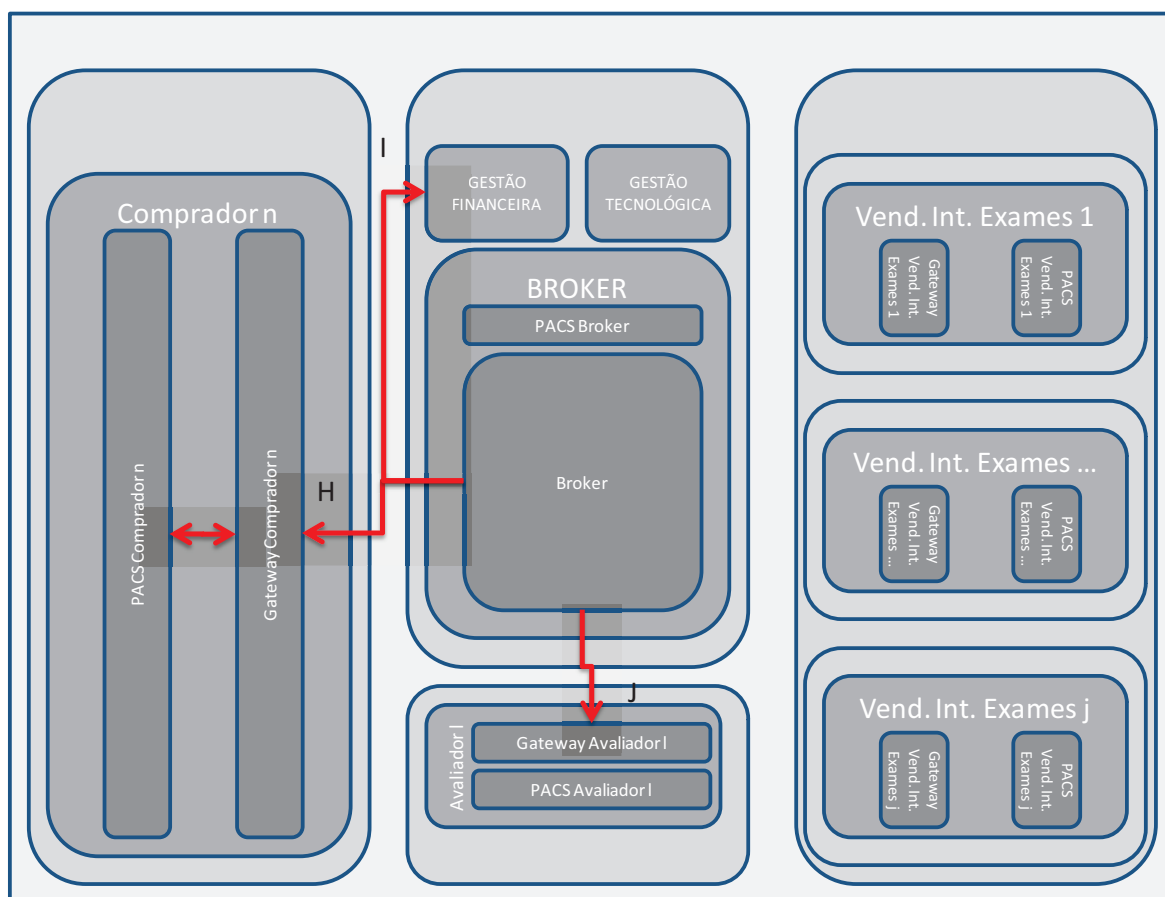 Comprador n
PACS Comprador n
Gateway Comprador n
H
I
GESTÃO
FINANCEIRA
GESTÃO
TECNOLÓGICA
BROKER
PACS Broker
Broker
J
Avaliador l
Gateway Avaliador l
PACS Avaliador l
Vend. Int. Exames 1
Gateway
Vend. Int.
Exames 1
PACS
Vend. Int.
Exames 1
Vend. Int. Exames ...
Gateway
Vend. Int.
Exames ...
PACS
Vend. Int.
Exames ...
Vend. Int. Exames j
Gateway
Vend. Int.
Exames j
PACS
Vend. Int.
Exames j